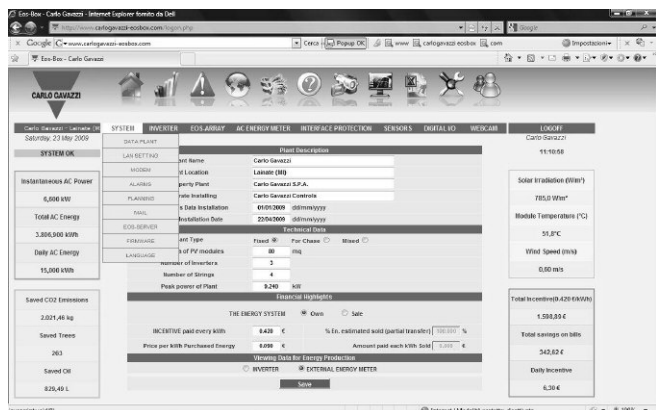 Eos-Box - Carlo Gavazzi - Internet Explorer fornito da Dell
http://www.carlogavazzi-eosbox.com/logon.php
Google
Google www.carlogavazzi-eosbox.com Cerca Popup OK www carlogavazzi eosbox com Impostazioni
Eos-Box - Carlo Gavazzi
CARLO GAVAZZI
Carlo Gavazzi - Lainate (MI
SYSTEM INVERTER EOS-ARRAY AC ENERGY METER INTERFACE PROTECTION SENSORS DIGITAL I/O WEBCAM LOGOFF
Saturday, 23 May 2009
SYSTEM OK
Instantaneous AC Power
6,600 kW
Total AC Energy
3.896,900 kWh
Daily AC Energy
15,000 kWh
Saved CO2 Emissions
2.021,46 kg
Saved Trees
263
Saved Oil
829,49 L
DATA PLANT
LAN SETTING
MODEM
ALARMS
PLANNING
MAIL
EOS-SERVER
FIRMWARE
LANGUAGE
Plant Description
ant Name Carlo Gavazzi
nt Location Lainate (MI)
perty Plant Carlo Gavazzi S.P.A.
rate Installing Carlo Gavazzi Controls
s Data Installation 01/01/2009 dd/mm/yyyy
Installation Date 22/04/2009 dd/mm/yyyy
Technical Data
ant Type Fixed For Chase Mixed
of PV modules 80 mq
Number of Inverters 3
Number of Strings 4
Peak power of Plant 9.240 kW
Financial Highlights
THE ENERGY SYSTEM Own Sale
INCENTIVE paid every kWh 0.420 € % En. estimated sold (partial transfer) 100.000 %
Price per kWh Purchased Energy 0.090 € Amount paid each kWh Sold 0.000 €
Viewing Data for Energy Production
INVERTER EXTERNAL ENERGY METER
Save
Carlo Gavazzi
11:10:58
Solar Irradiation (W/m²)
785,0 W/m²
Module Temperature (°C)
51,8°C
Wind Speed (m/s)
0,60 m/s
Total Incentive(0.420 €/kWh)
1.598,89 €
Total savings on bills
342,62 €
Daily Incentive
6,30 €